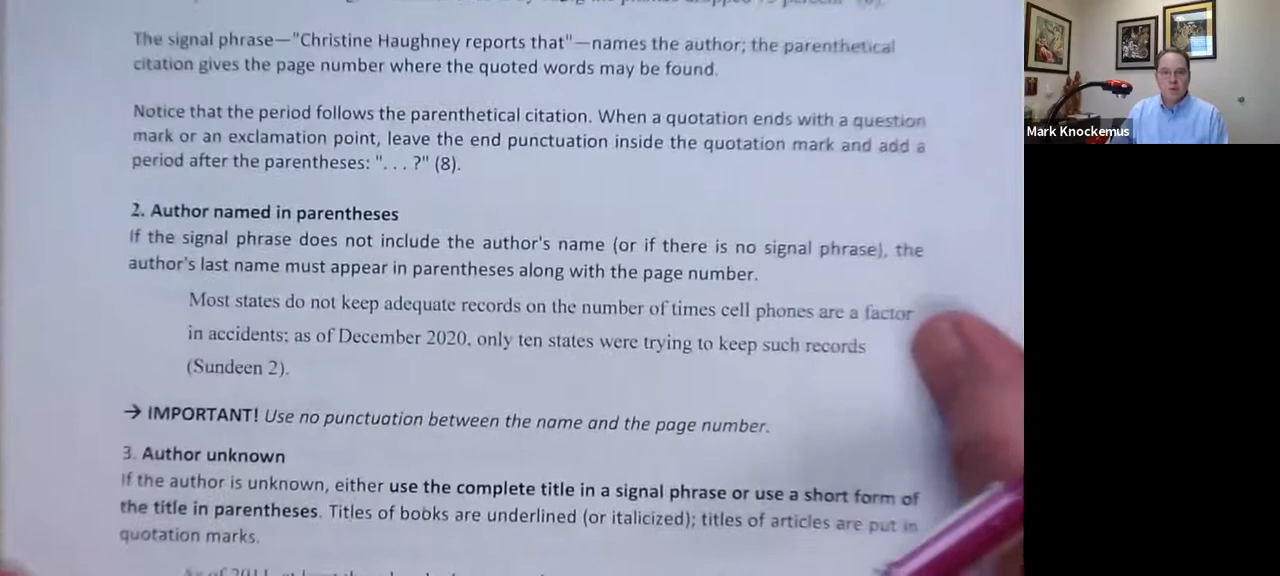 The signal phrase—"Christine Haughney reports that"—names the author; the parenthetical
citation gives the page number where the quoted words may be found.
Notice that the period follows the parenthetical citation. When a quotation ends with a question
mark or an exclamation point, leave the end punctuation inside the quotation mark and add a
period after the parentheses: ". . . ?" (8).
2. Author named in parentheses
If the signal phrase does not include the author's name (or if there is no signal phrase), the
author's last name must appear in parentheses along with the page number.
Most states do not keep adequate records on the number of times cell phones are a factor
in accidents; as of December 2020, only ten states were trying to keep such records
(Sundeen 2).
→ IMPORTANT! Use no punctuation between the name and the page number.
3. Author unknown
If the author is unknown, either use the complete title in a signal phrase or use a short form of
the title in parentheses. Titles of books are underlined (or italicized); titles of articles are put in
quotation marks.
Mark Knockemus